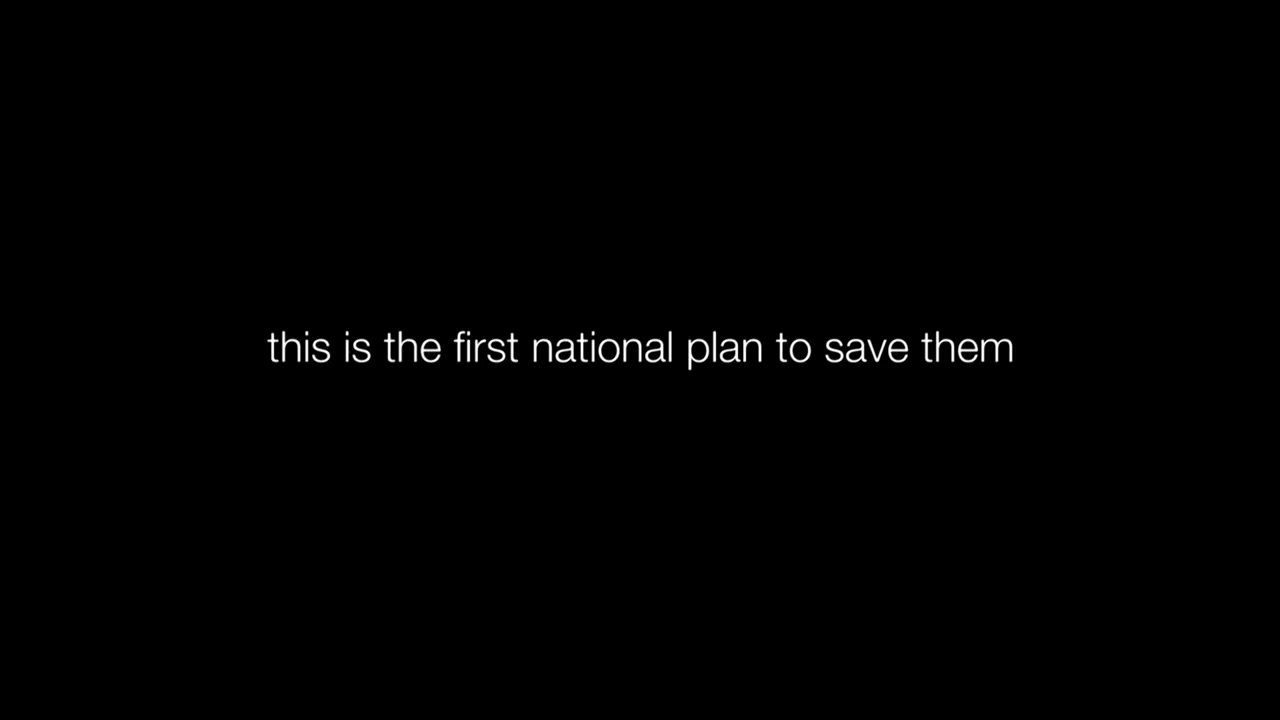 this is the first national plan to save them